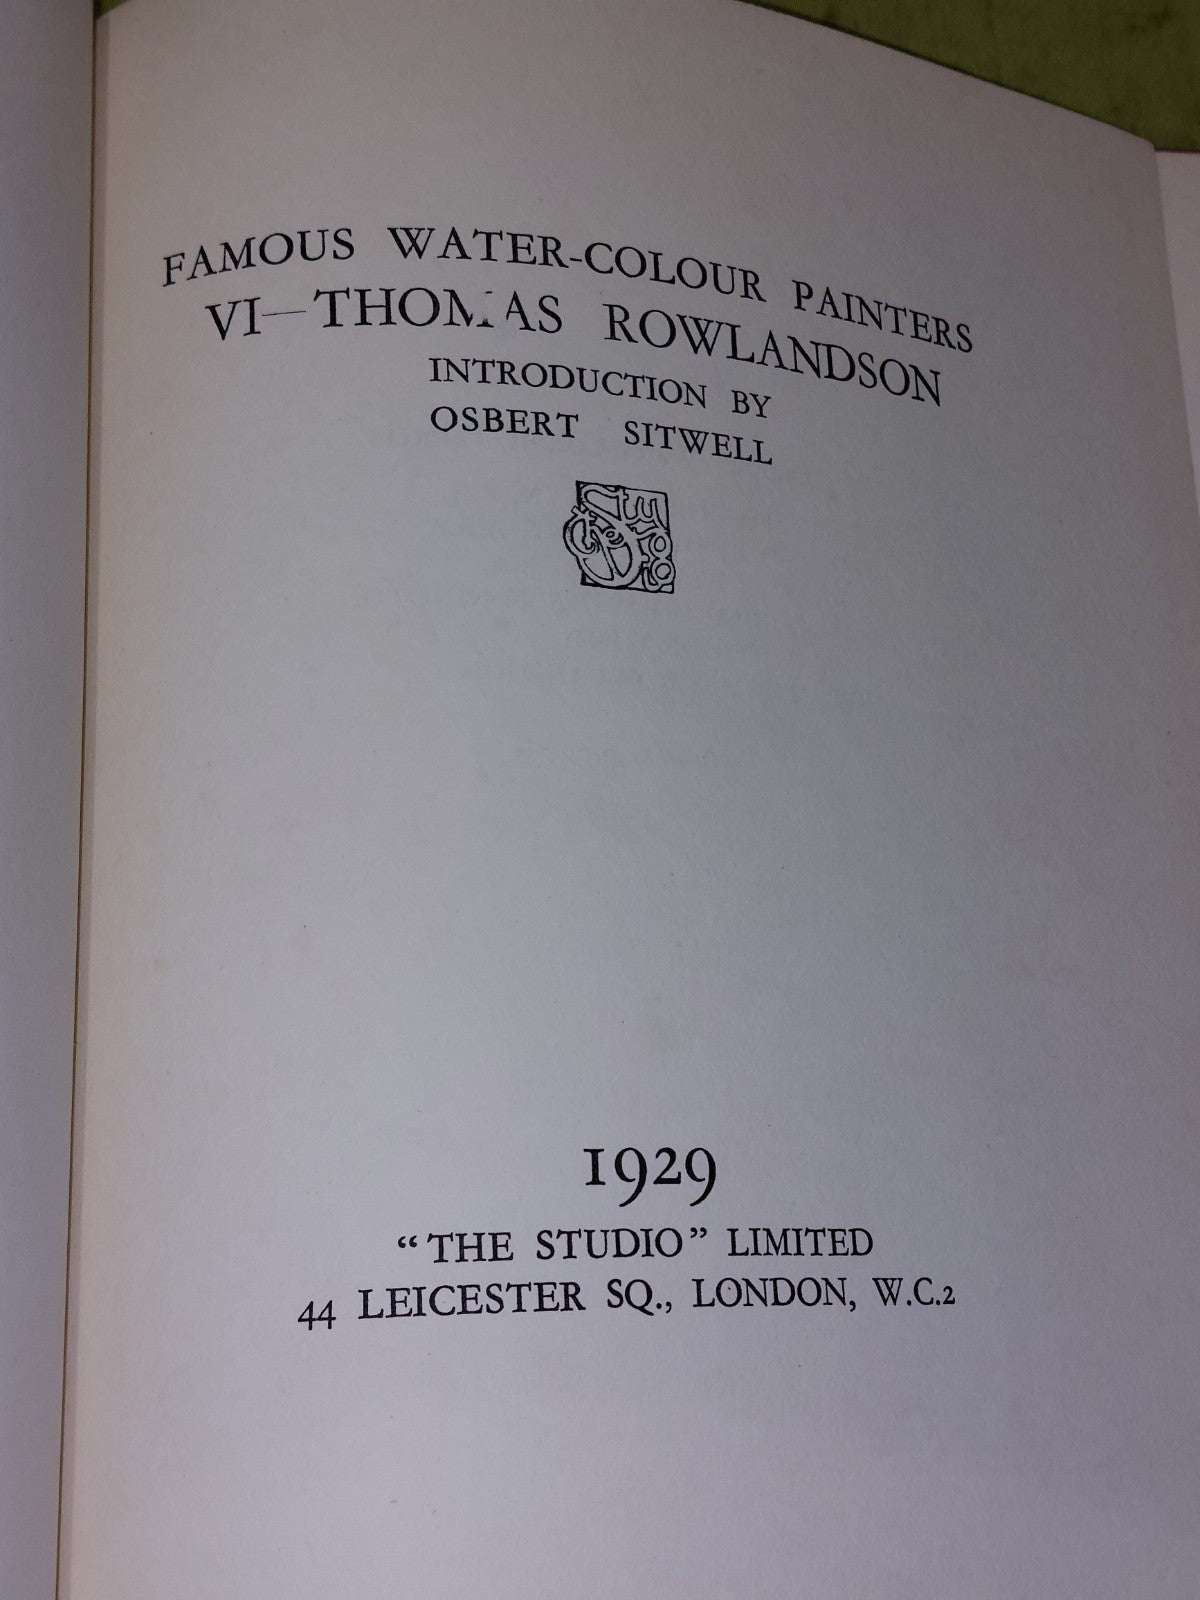 FAMOUS WATER-COLOUR PAINTERS
VI—THOMAS ROWLANDSON
INTRODUCTION BY
OSBERT SITWELL
1929
“THE STUDIO” LIMITED
44 LEICESTER SQ., LONDON, W.C.2